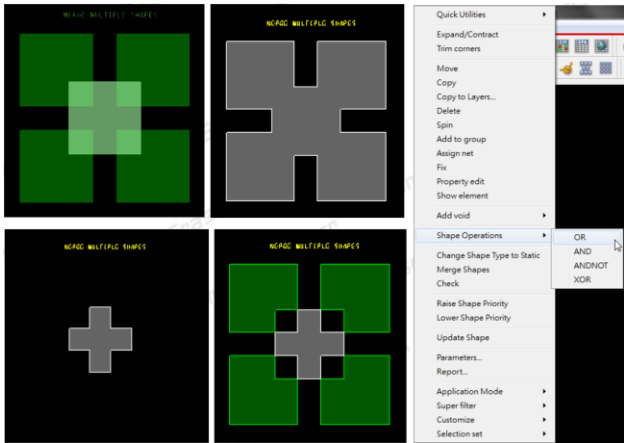 MERGE MULTIPLE SHAPES
MERGE MULTIPLE SHAPES
MERGE MULTIPLE SHAPES
MERGE MULTIPLE SHAPES
Quick Utilities
Expand/Contract
Trim corners
Move
Copy
Copy to Layers...
Delete
Spin
Add to group
Assign net
Fix
Property edit
Show element
Add void
Shape Operations
OR
AND
ANDNOT
XOR
Change Shape Type to Static
Merge Shapes
Check
Raise Shape Priority
Lower Shape Priority
Update Shape
Parameters...
Report...
Application Mode
Super filter
Customize
Selection set